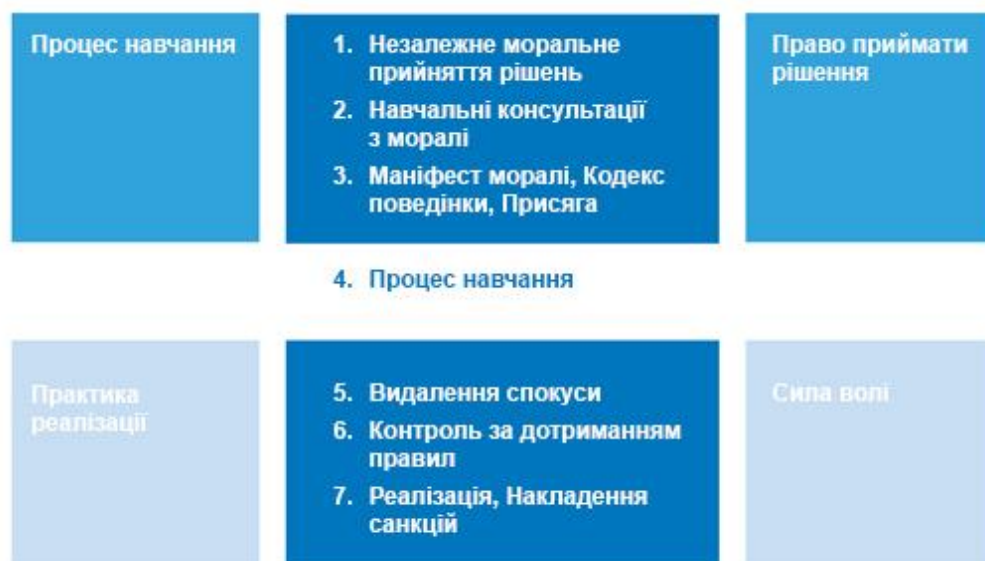 Процес навчання
1. Незалежне моральне
прийняття рішень
2. Навчальні консультації
з моралі
3. Маніфест моралі, Кодекс
поведінки, Присяга
Право приймати
рішення
4. Процес навчання
Практика
реалізації
5. Видалення спокуси
6. Контроль за дотриманням
правил
7. Реалізація, Накладення
санкцій
Сила волі